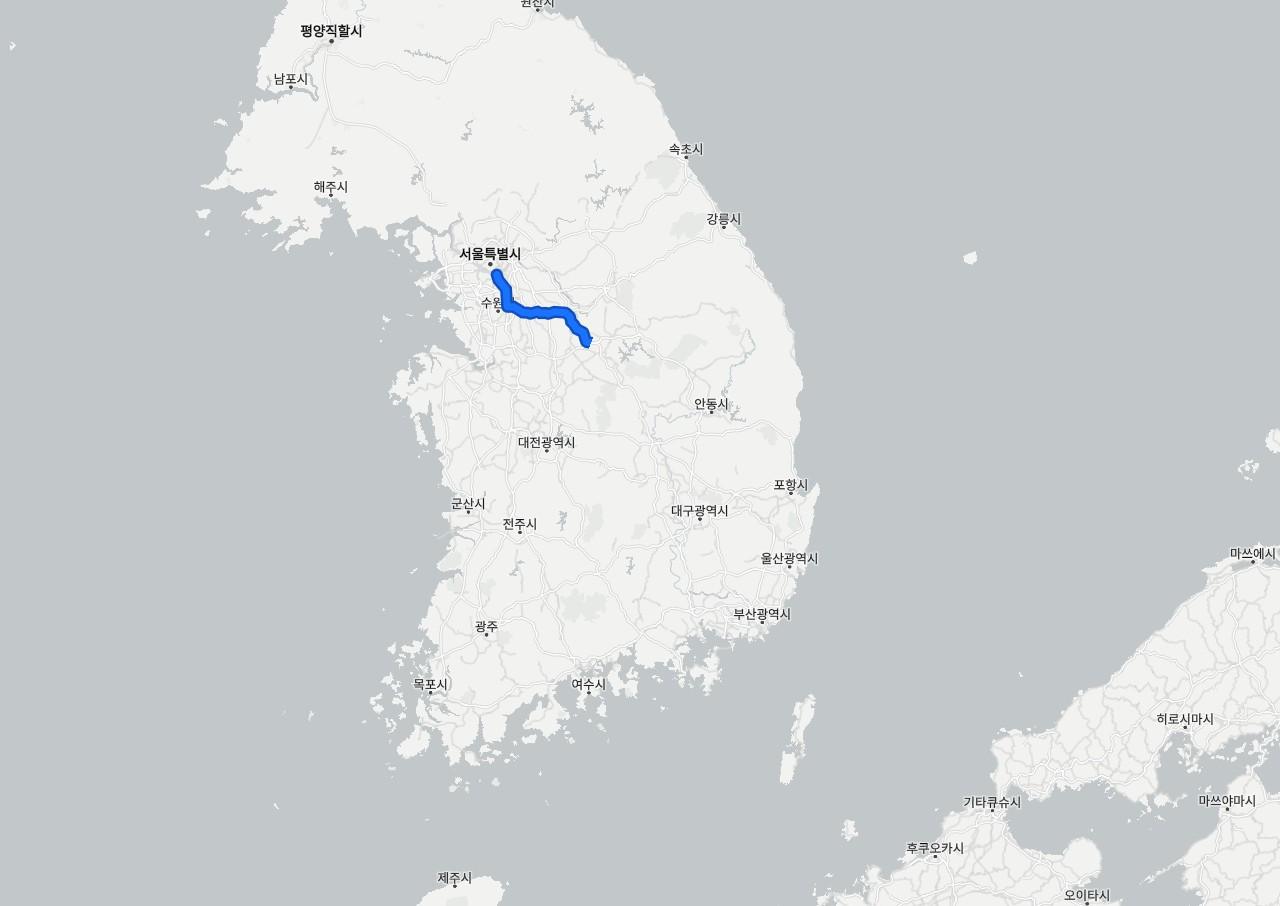 원산시
평양직할시
남포시
속초시
해주시
강릉시
서울특별시
수원
안동시
대전광역시
포항시
군산시
대구광역시
전주시
마쓰에시
울산광역시
부산광역시
광주
목포시
여수시
히로시마시
기타큐슈시
마쓰야마시
후쿠오카시
제주시
오이타시